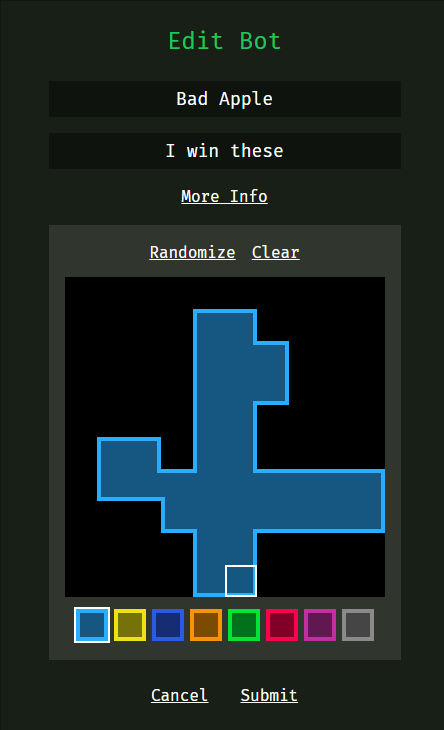 Edit Bot
Bad Apple
I win these
More Info
Randomize Clear
Cancel Submit